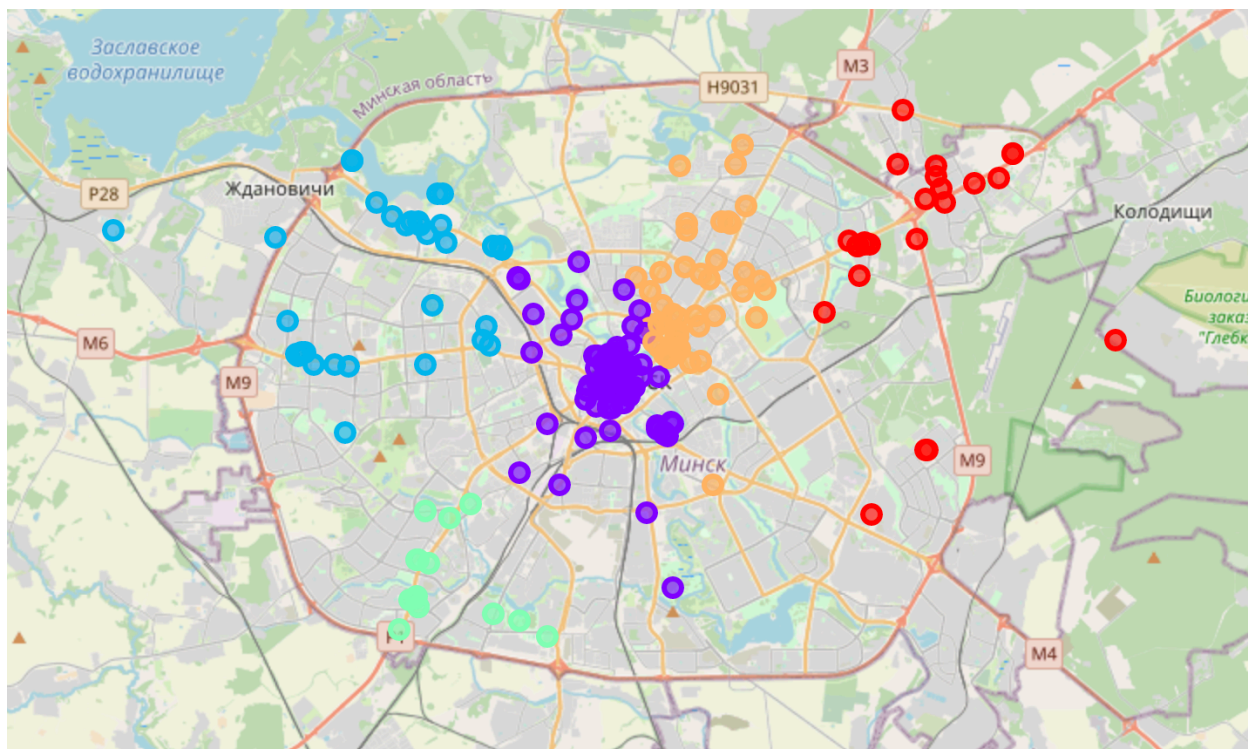 Заславское
водохранилище
Минская область
M3
H9031
P28
Ждановичи
Колодищи
Биологи
заказ
"Глебк
M6
M9
Минск
M9
M4